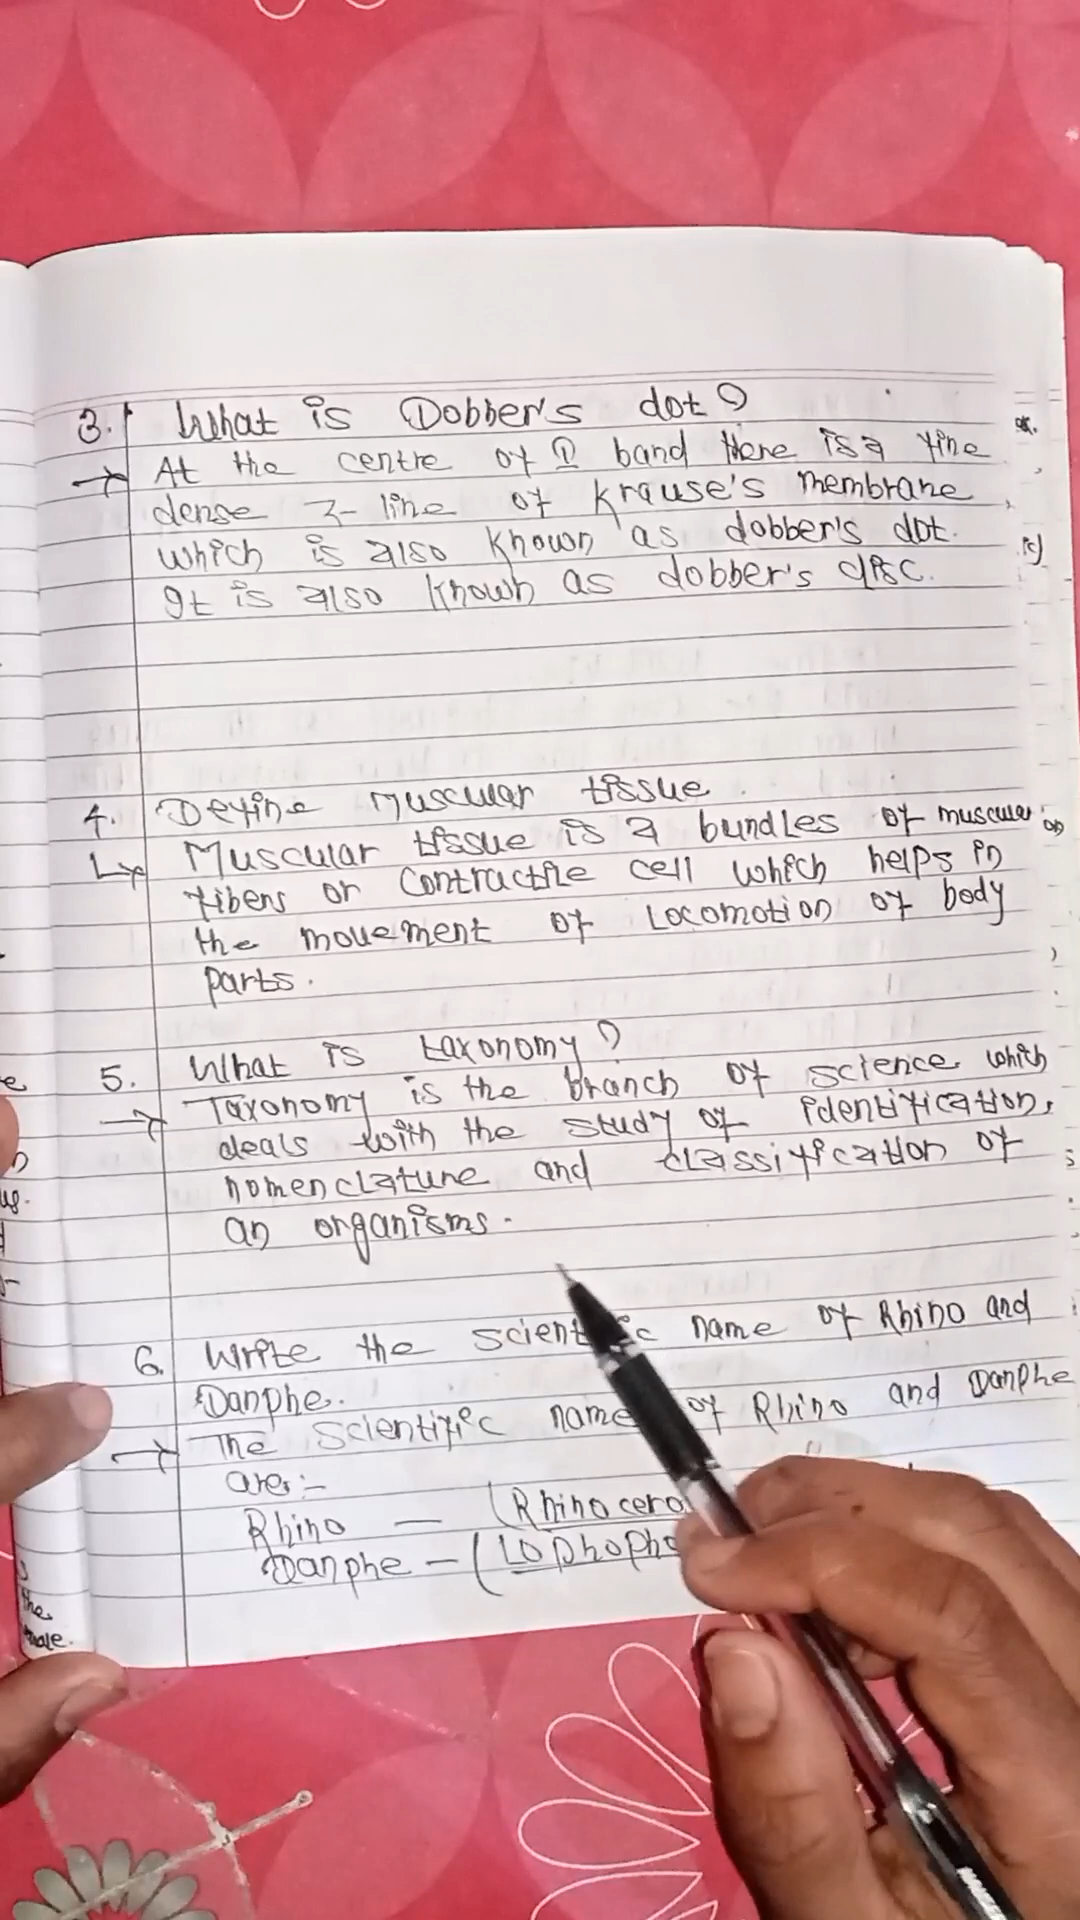 3. What is Dobber's dot?
→ At the centre of I band there is a fine
dense z-line of Krause's membrane
which is also known as dobber's dot.
It is also known as dobber's disc.
4. Define Muscular tissue.
↳ Muscular tissue is a bundles of muscular
fibers or contractile cell which helps in
the movement of Locomotion of body
parts.
5. What is taxonomy?
→ Taxonomy is the branch of science which
deals with the study of identification,
nomenclature and classification of
an organisms.
6. Write the scientific name of Rhino and
Danphe.
→ The scientific name of Rhino and Danphe
are:-
Rhino — (Rhinocero
Danphe - (Lophopho
the
male.